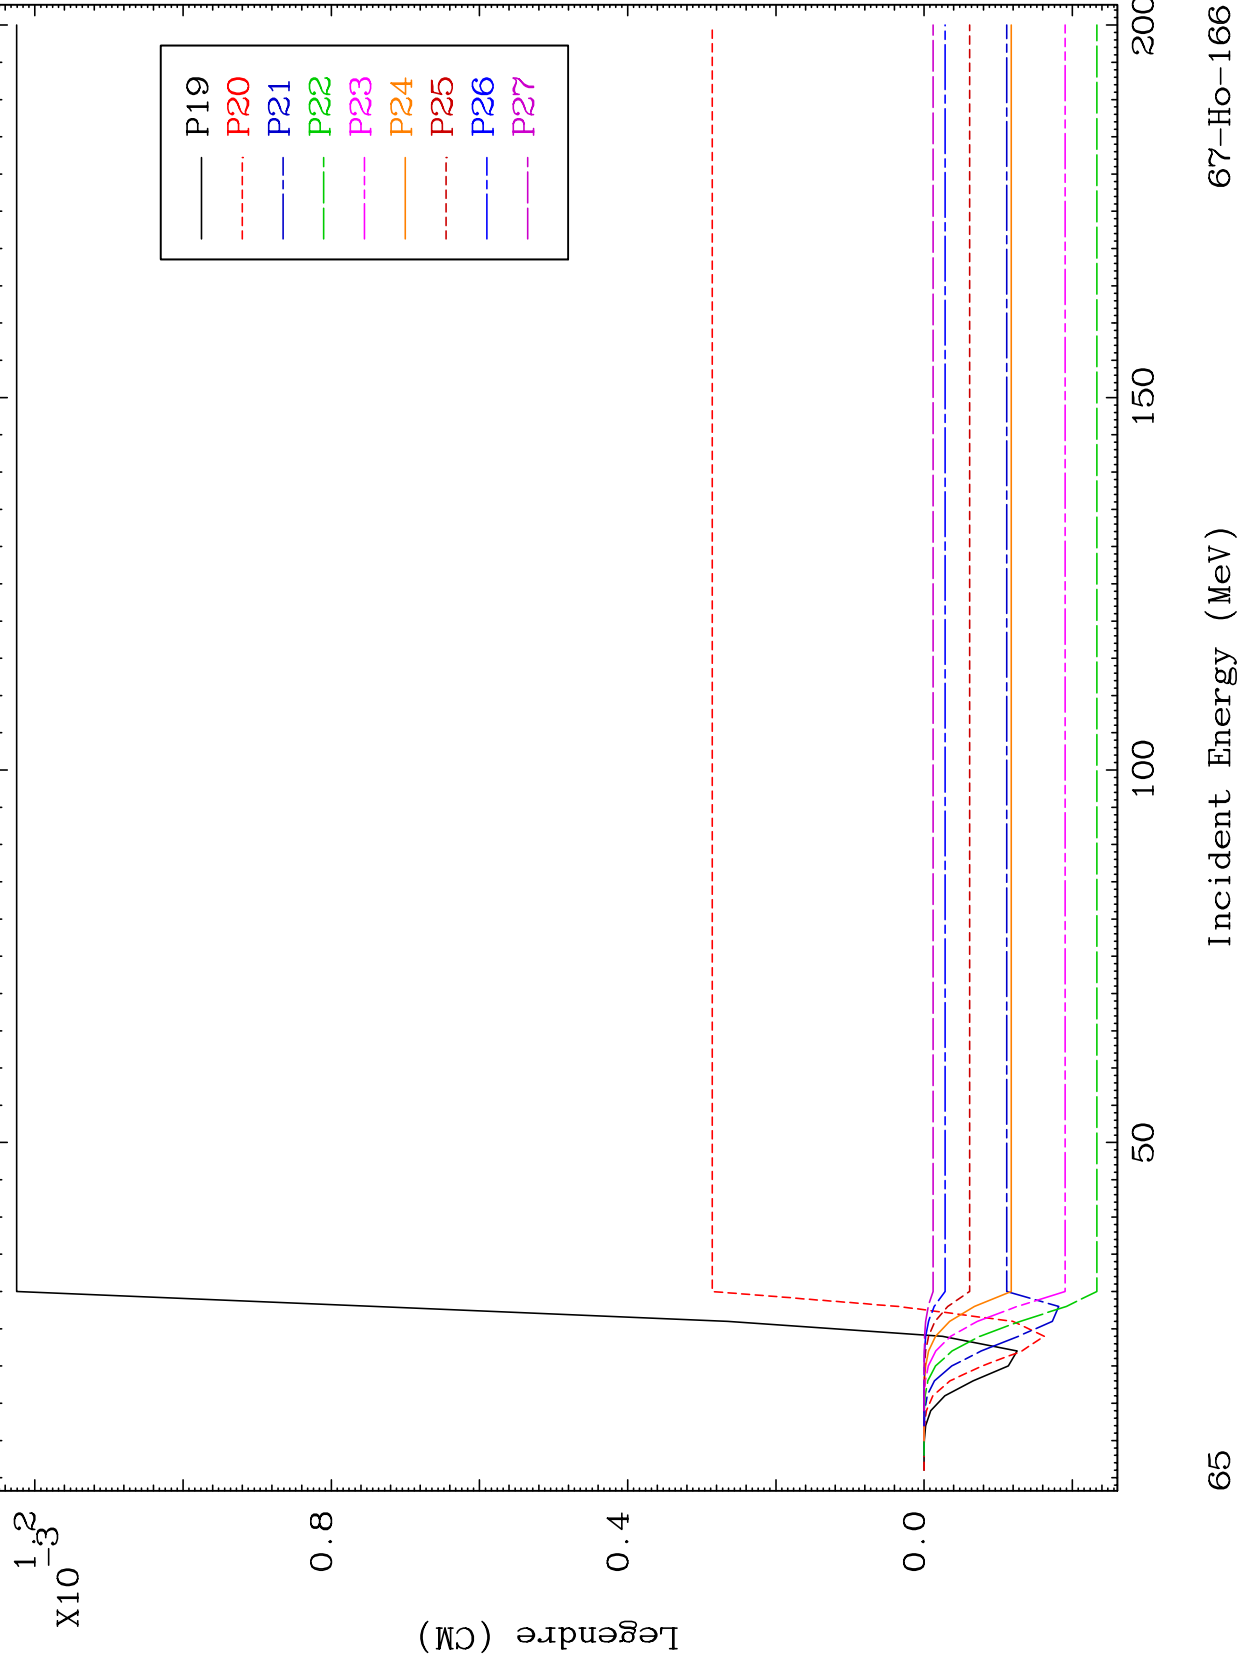 P19
P20
P21
P22
P23
P24
P25
P26
P27
1.2
X10
-3
0.8
0.4
0.0
Legendre (CM)
50
100
150
200
Incident Energy (MeV)
65
67-Ho-166